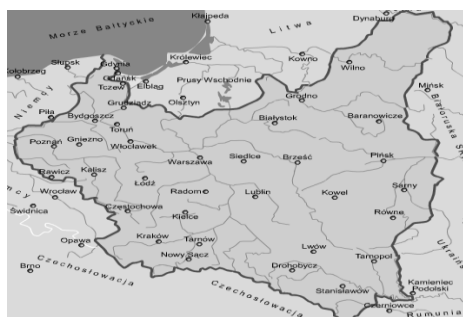 Kłajpeda
Morze Bałtyckie
Litwa
Dynaburg
Słupsk
Gdynia
Królewiec
Kowno
Wilno
Kołobrzeg
Gdańsk
Tczew
Elbląg
Prusy Wschodnie
Mińsk
Niemcy
Olsztyn
Grodno
Piła
Grudziądz
Bydgoszcz
Białystok
Baranowicze
Toruń
Poznań
Gniezno
Włocławek
Warszawa
Siedlce
Brześć
Pińsk
Rawicz
Kalisz
Łódź
Wrocław
Radom
Lublin
Kowel
Sarny
Świdnica
Częstochowa
Kielce
Równe
Opawa
Kraków
Tarnów
Lwów
Brno
Nowy Sącz
Tarnopol
Drohobycz
Czechosłowacja
Czechosłowacja
Stanisławów
Kamieniec
Podolski
Czerniowce
Rumunia